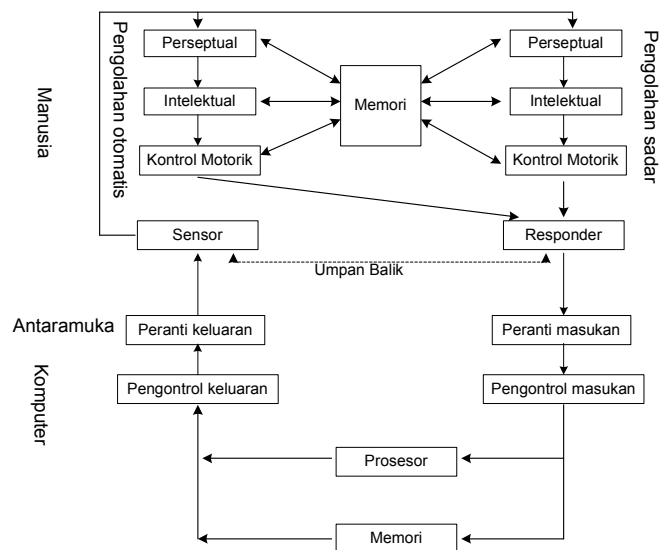 Perseptual
Perseptual
Pengolahan otomatis
Pengolahan sadar
Manusia
Memori
Intelektual
Intelektual
Kontrol Motorik
Kontrol Motorik
Sensor
Responder
Umpan Balik
Antaramuka
Peranti keluaran
Peranti masukan
Komputer
Pengontrol keluaran
Pengontrol masukan
Prosesor
Memori